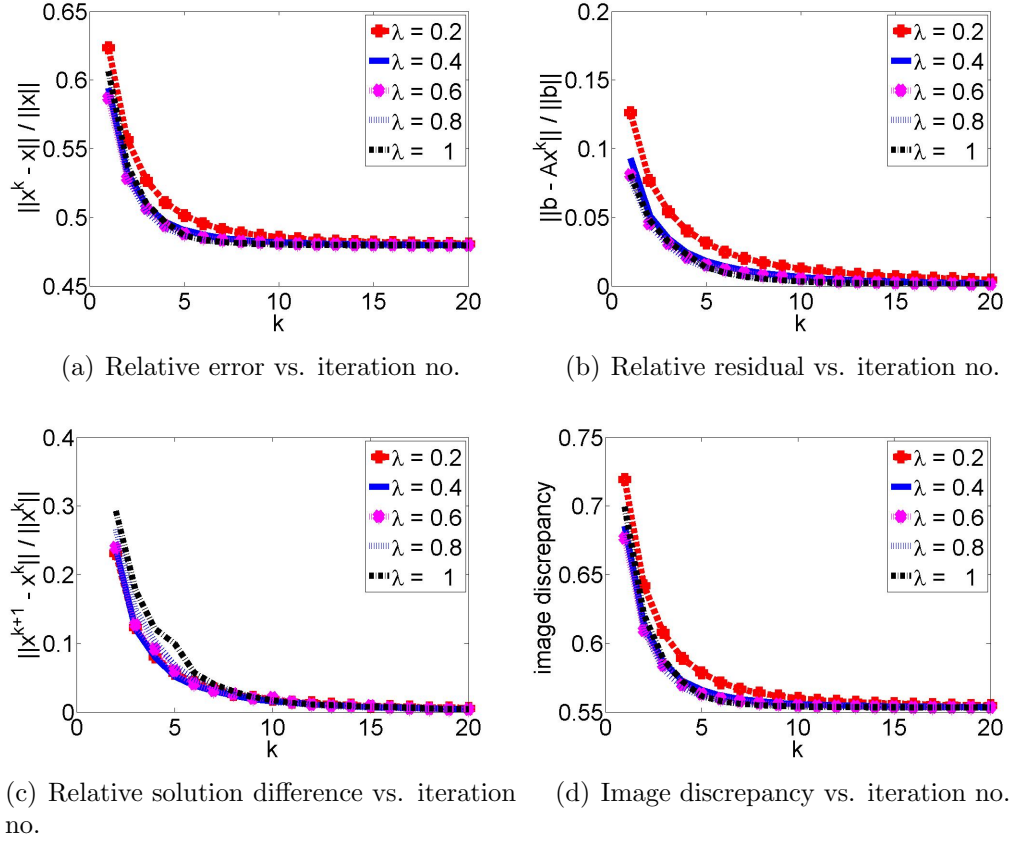 0.65
0.6
0.55
0.5
0.45
||x^k - x|| / ||x||
0 5 10 15 20
k
λ = 0.2
λ = 0.4
λ = 0.6
λ = 0.8
λ = 1
(a) Relative error vs. iteration no.
0.2
0.15
0.1
0.05
0
||b - Ax^k|| / ||b||
0 5 10 15 20
k
λ = 0.2
λ = 0.4
λ = 0.6
λ = 0.8
λ = 1
(b) Relative residual vs. iteration no.
0.4
0.3
0.2
0.1
0
||x^{k+1} - x^k|| / ||x^k||
0 5 10 15 20
k
λ = 0.2
λ = 0.4
λ = 0.6
λ = 0.8
λ = 1
(c) Relative solution difference vs. iteration
no.
0.75
0.7
0.65
0.6
0.55
image discrepancy
0 5 10 15 20
k
λ = 0.2
λ = 0.4
λ = 0.6
λ = 0.8
λ = 1
(d) Image discrepancy vs. iteration no.